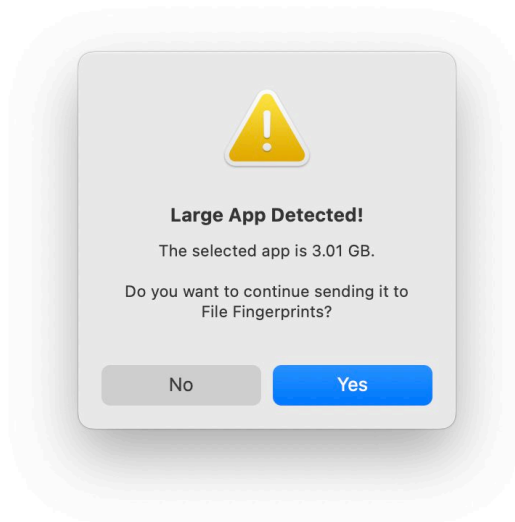 Large App Detected!
The selected app is 3.01 GB.
Do you want to continue sending it to
File Fingerprints?
No
Yes